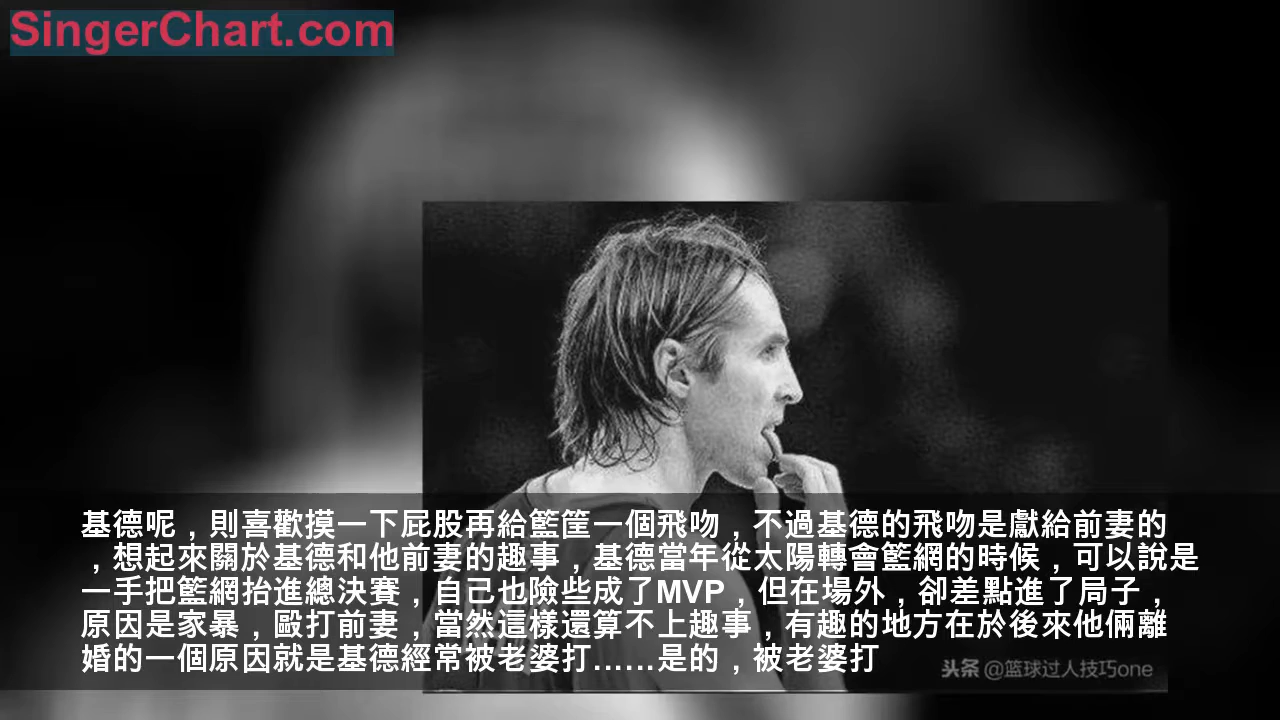 SingerChart.com
基德呢，則喜歡摸一下屁股再給籃筐一個飛吻，不過基德的飛吻是獻給前妻的
，想起來關於基德和他前妻的趣事，基德當年從太陽轉會籃網的時候，可以說是
一手把籃網抬進總決賽，自己也險些成了MVP，但在場外，卻差點進了局子，
原因是家暴，毆打前妻，當然這樣還算不上趣事，有趣的地方在於後來他倆離
婚的一個原因就是基德經常被老婆打……是的，被老婆打
头条 @篮球过人技巧one